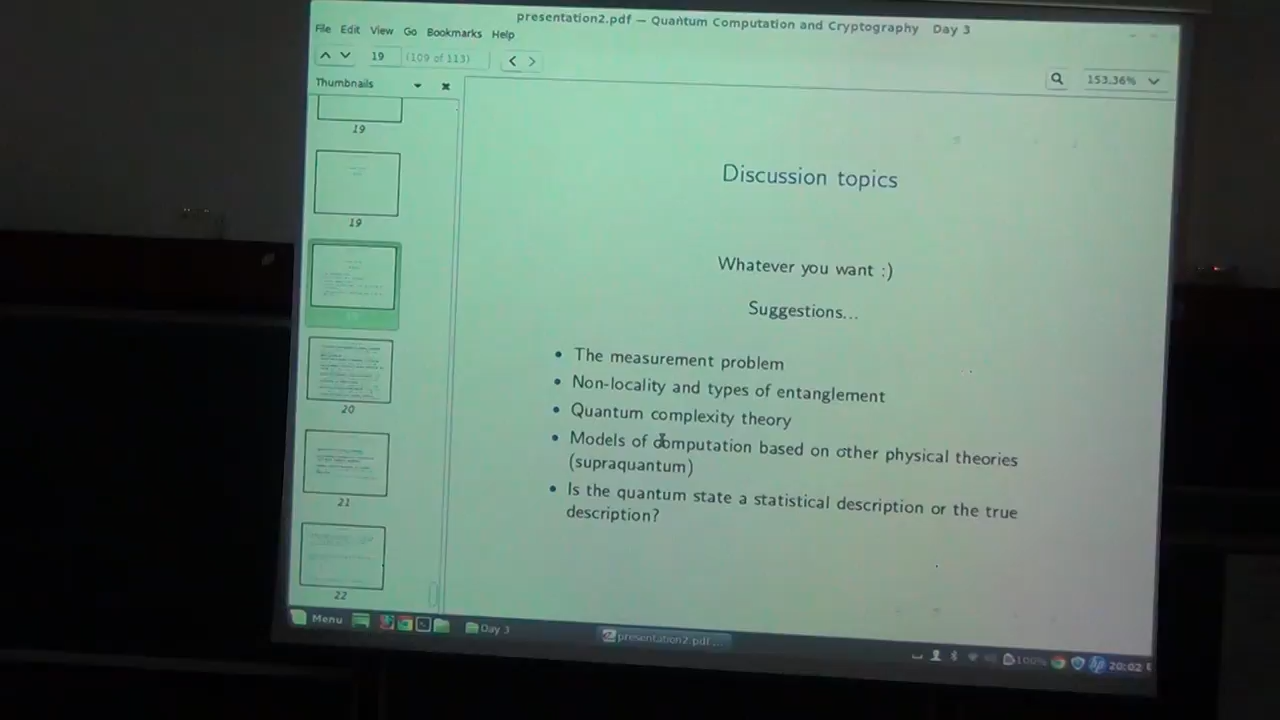 presentation2.pdf — Quantum Computation and Cryptography Day 3
File Edit View Go Bookmarks Help
19 (109 of 113)
153.36%
Thumbnails
19
19
20
21
22
Discussion topics
Whatever you want :)
Suggestions...
• The measurement problem
• Non-locality and types of entanglement
• Quantum complexity theory
• Models of computation based on other physical theories
(supraquantum)
• Is the quantum state a statistical description or the true
description?
Menu
Day 3
presentation2.pdf ...
100%
20:02